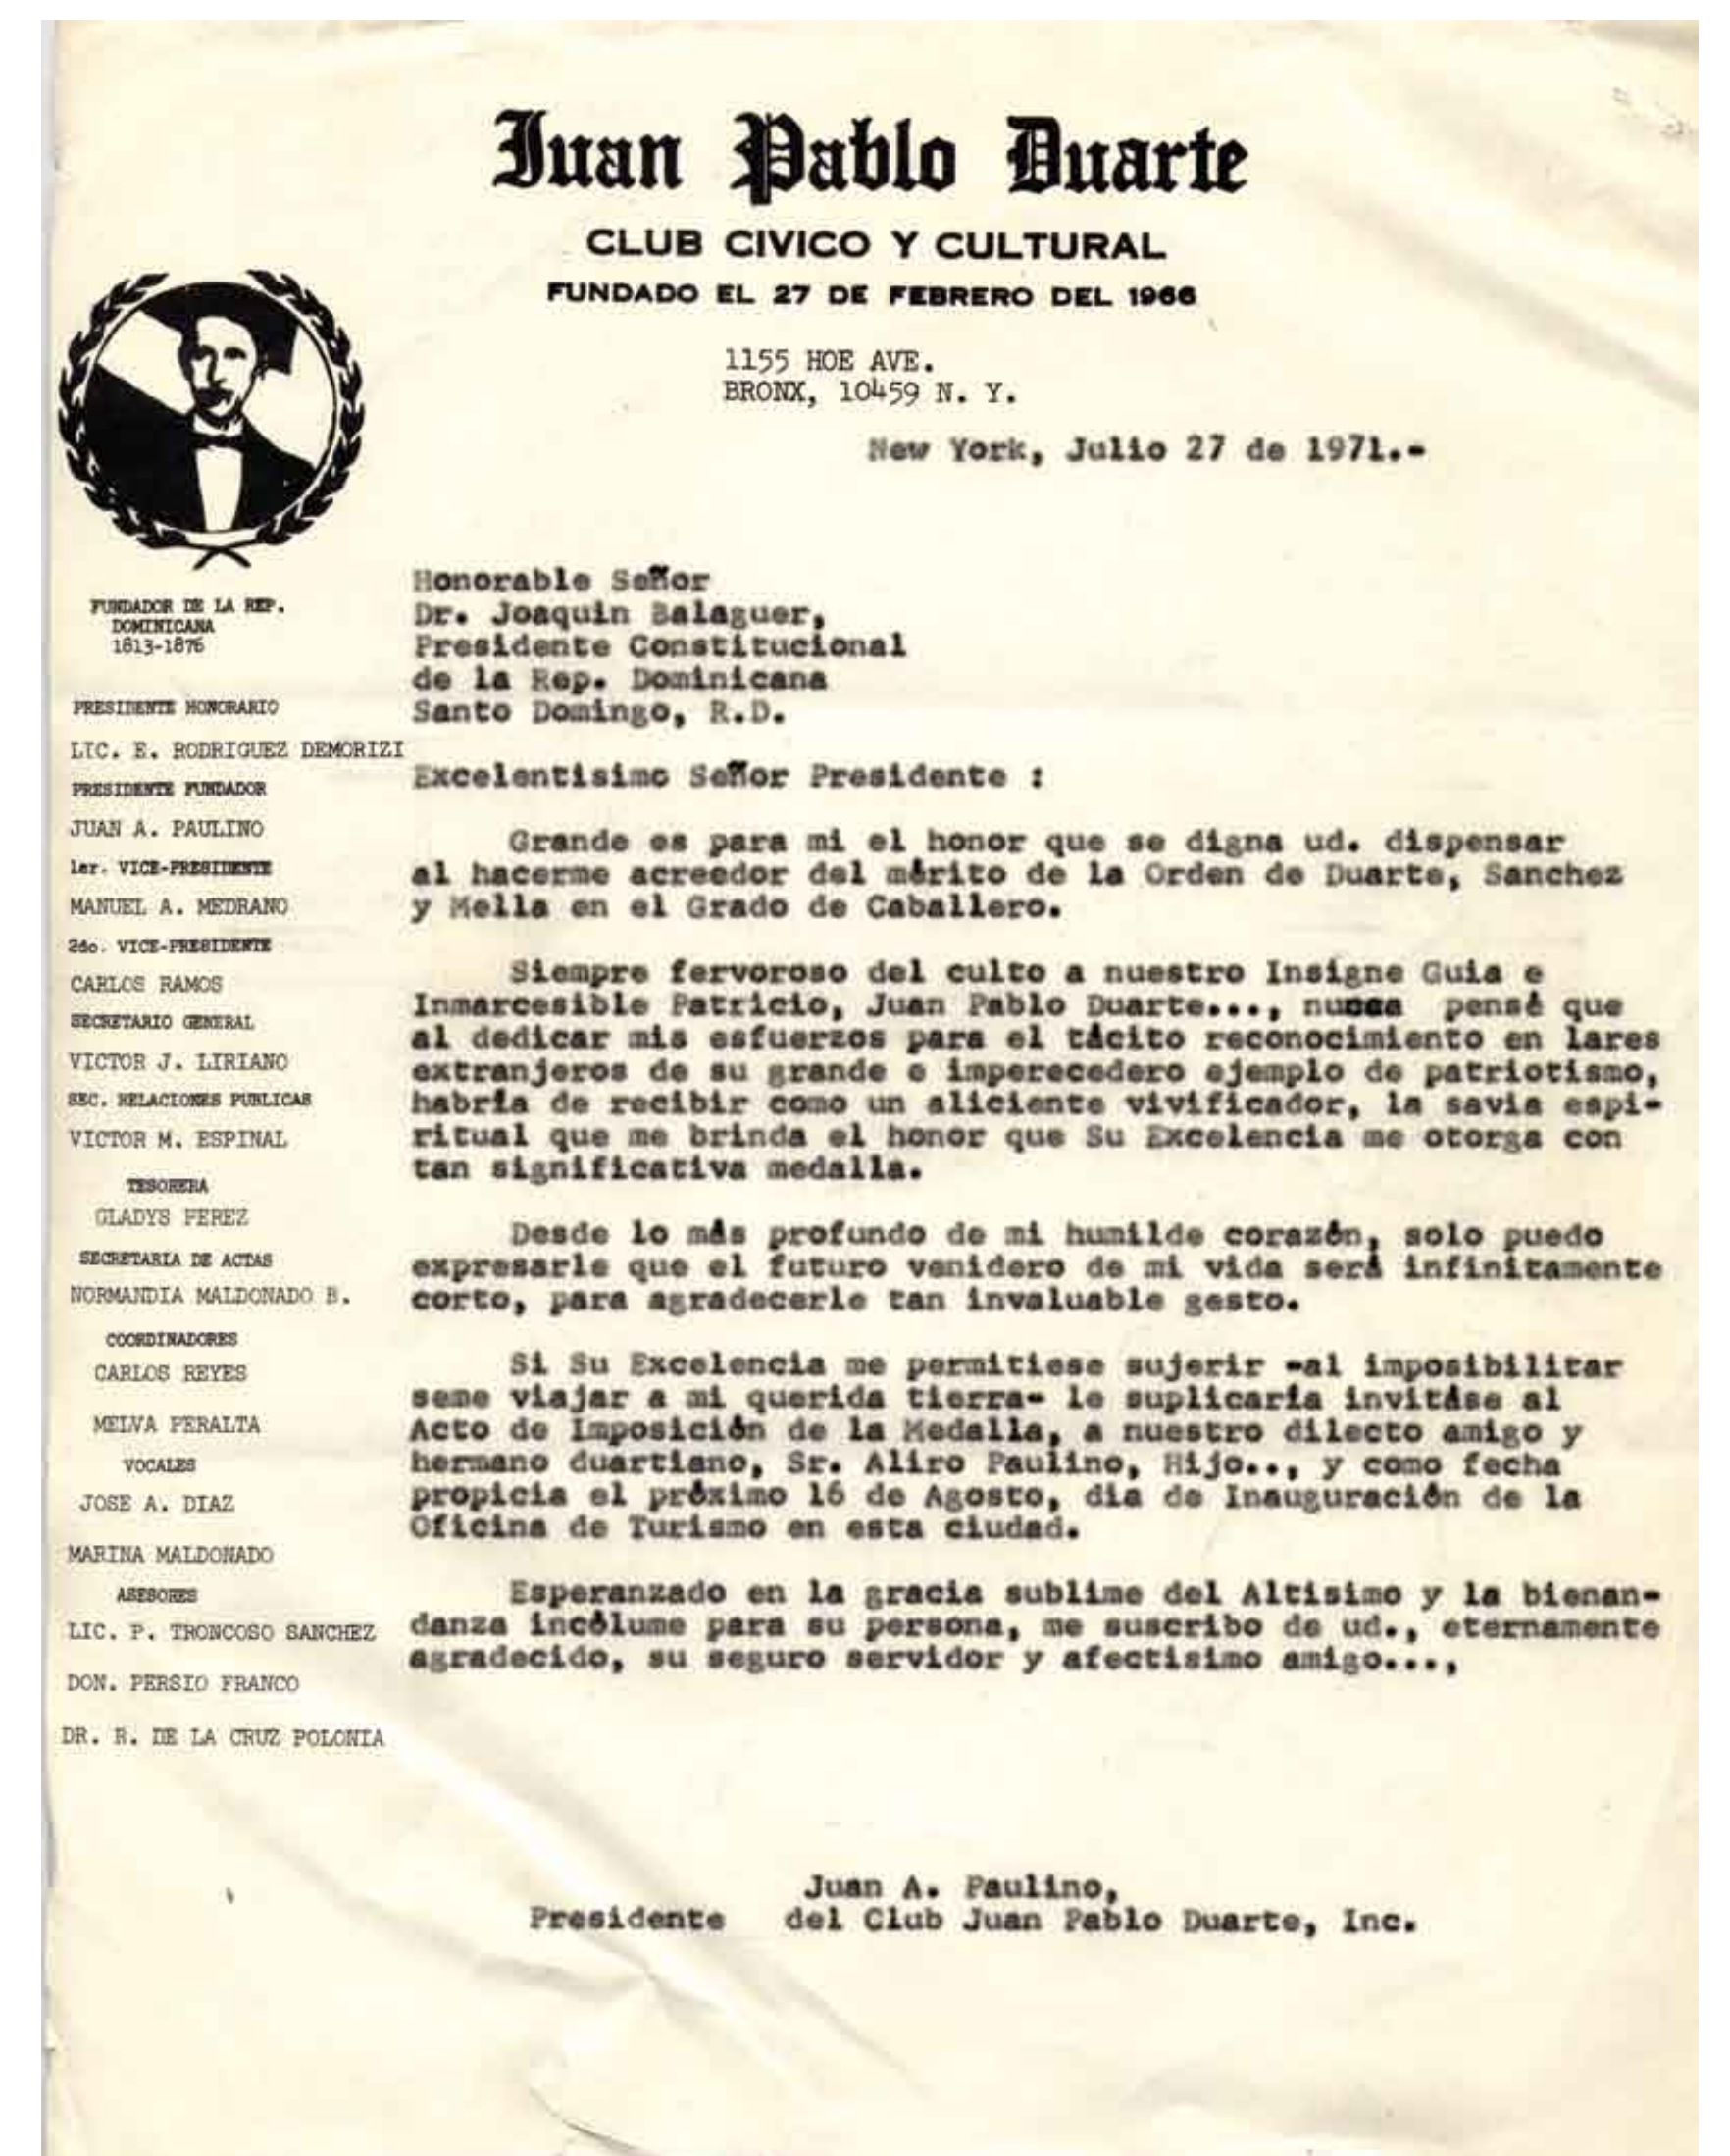 Juan Pablo Duarte
CLUB CIVICO Y CULTURAL
FUNDADO EL 27 DE FEBRERO DEL 1966
1155 HOE AVE.
BRONX, 10459 N. Y.
New York, Julio 27 de 1971.-
FUNDADOR DE LA REP.
DOMINICANA
1813-1876
PRESIDENTE HONORARIO
LIC. E. RODRIGUEZ DEMORIZI
PRESIDENTE FUNDADOR
JUAN A. PAULINO
1er. VICE-PRESIDENTE
MANUEL A. MEDRANO
2do. VICE-PRESIDENTE
CARLOS RAMOS
SECRETARIO GENERAL
VICTOR J. LIRIANO
SEC. RELACIONES PUBLICAS
VICTOR M. ESPINAL
TESORERA
GLADYS PEREZ
SECRETARIA DE ACTAS
NORMANDIA MALDONADO B.
COORDINADORES
CARLOS REYES
MELVA PERALTA
VOCALES
JOSE A. DIAZ
MARINA MALDONADO
ASESORES
LIC. P. TRONCOSO SANCHEZ
DON. PERSIO FRANCO
DR. R. DE LA CRUZ POLONIA
Honorable Señor
Dr. Joaquin Balaguer,
Presidente Constitucional
de la Rep. Dominicana
Santo Domingo, R.D.
Excelentisimo Señor Presidente :
Grande es para mi el honor que se digna ud. dispensar
al hacerme acreedor del mérito de la Orden de Duarte, Sanchez
y Mella en el Grado de Caballero.
Siempre fervoroso del culto a nuestro Insigne Guia e
Inmarcesible Patricio, Juan Pablo Duarte..., nunca pensé que
al dedicar mis esfuerzos para el tácito reconocimiento en lares
extranjeros de su grande e imperecedero ejemplo de patriotismo,
habría de recibir como un aliciente vivificador, la savia espi-
ritual que me brinda el honor que Su Excelencia me otorga con
tan significativa medalla.
Desde lo más profundo de mi humilde corazón, solo puedo
expresarle que el futuro venidero de mi vida será infinitamente
corto, para agradecerle tan invaluable gesto.
Si Su Excelencia me permitiese sujerir -al imposibilitar
seme viajar a mi querida tierra- le suplicaría invitáse al
Acto de Imposición de la Medalla, a nuestro dilecto amigo y
hermano duartiano, Sr. Aliro Paulino, Hijo.., y como fecha
propicia el próximo 16 de Agosto, dia de Inauguración de la
Oficina de Turismo en esta ciudad.
Esperanzado en la gracia sublime del Altisimo y la bienan-
danza incólume para su persona, me suscribo de ud., eternamente
agradecido, su seguro servidor y afectisimo amigo...,
Juan A. Paulino,
Presidente del Club Juan Pablo Duarte, Inc.